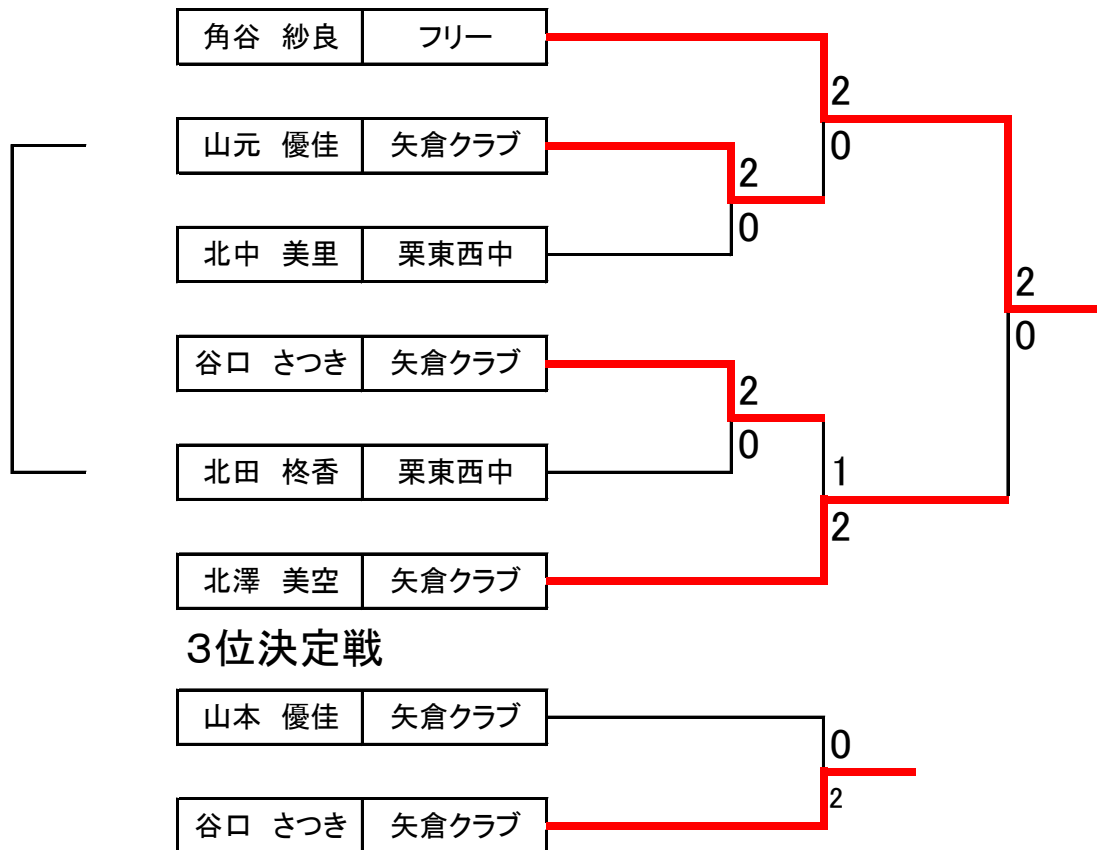 角谷 紗良 フリー
2
山元 優佳 矢倉クラブ
0
2
0
北中 美里 栗東西中
2
0
谷口 さつき 矢倉クラブ
2
0
北田 柊香 栗東西中
1
2
北澤 美空 矢倉クラブ
3位決定戦
山本 優佳 矢倉クラブ
0
2
谷口 さつき 矢倉クラブ